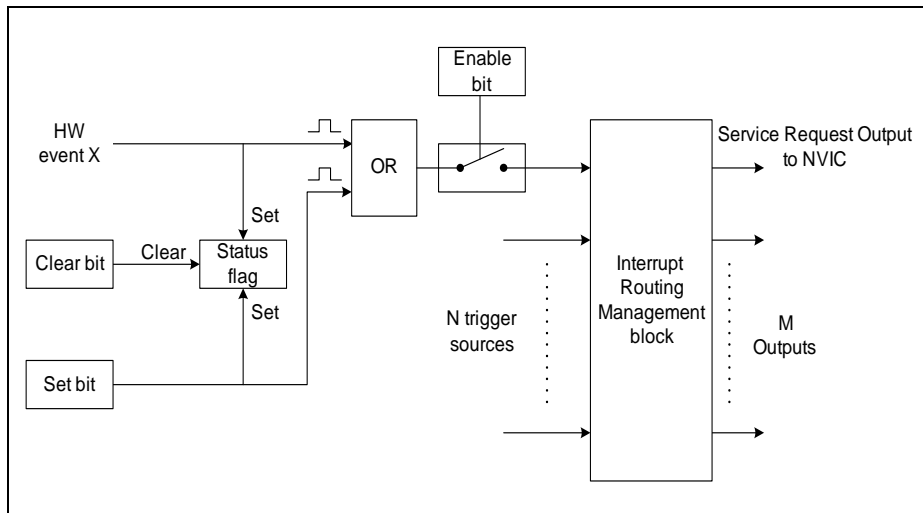 Enable
bit
HW
event X
OR
Service Request Output
to NVIC
Set
Clear bit
Clear
Status
flag
Set
Set bit
N trigger
sources
Interrupt
Routing
Management
block
M
Outputs